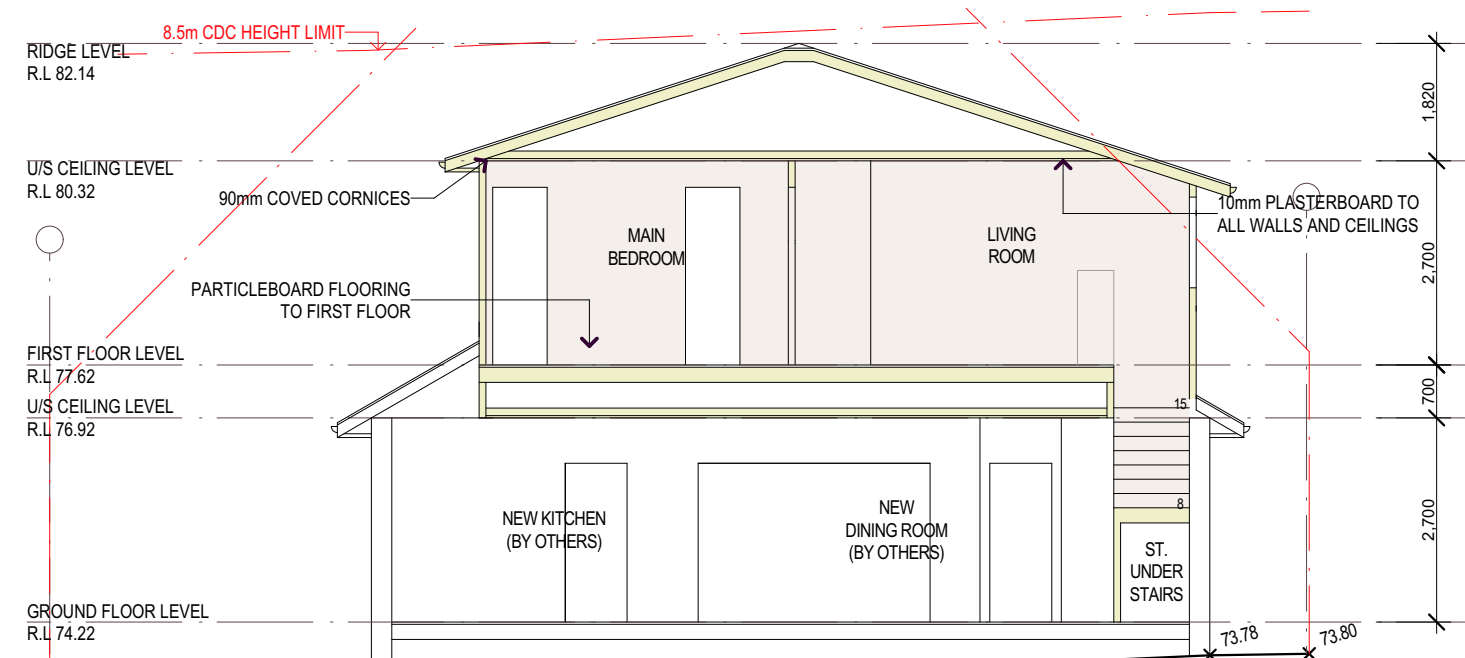 8.5m CDC HEIGHT LIMIT
RIDGE LEVEL
R.L 82.14
1,820
U/S CEILING LEVEL
R.L 80.32
90mm COVED CORNICES
10mm PLASTERBOARD TO
ALL WALLS AND CEILINGS
MAIN
BEDROOM
LIVING
ROOM
2,700
PARTICLEBOARD FLOORING
TO FIRST FLOOR
FIRST FLOOR LEVEL
R.L 77.62
700
U/S CEILING LEVEL
R.L 76.92
15
8
NEW KITCHEN
(BY OTHERS)
NEW
DINING ROOM
(BY OTHERS)
2,700
ST.
UNDER
STAIRS
GROUND FLOOR LEVEL
R.L 74.22
73.78
73.80